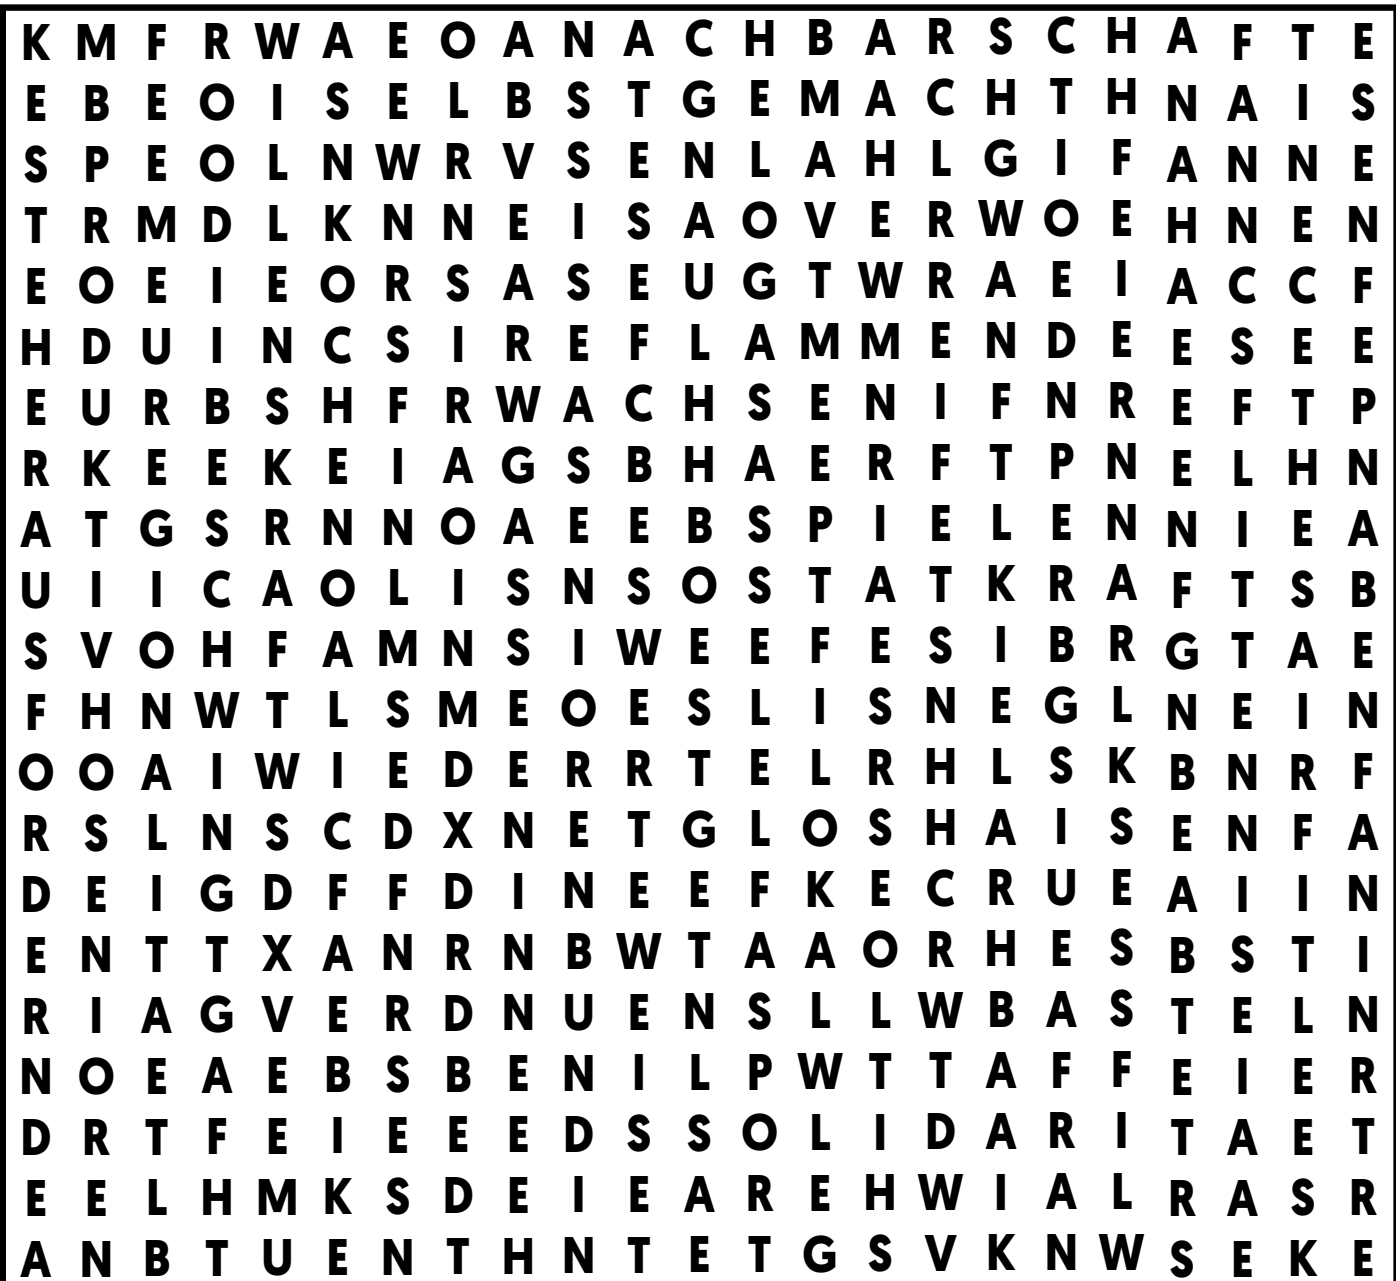 K M F R W A E O A N A C H B A R S C H A F T E
E B E O I S E L B S T G E M A C H T H N A I S
S P E O L N W R V S E N L A H L G I F A N N E
T R M D L K N N E I S A O V E R W O E H N E N
E O E I E O R S A S E U G T W R A E I A C C F
H D U I N C S I R E F L A M M E N D E E S E E
E U R B S H F R W A C H S E N I F N R E F T P
R K E E K E I A G S B H A E R F T P N E L H N
A T G S R N N O A E E B S P I E L E N N I E A
U I I C A O L I S N S O S T A T K R A F T S B
S V O H F A M N S I W E E F E S I B R G T A E
F H N W T L S M E O E S L I S N E G L N E I N
O O A I W I E D E R R T E L R H L S K B N R F
R S L N S C D X N E T G L O S H A I S E N F A
D E I G D F F D I N E E F K E C R U E A I I N
E N T T X A N R N B W T A A O R H E S B S T I
R I A G V E R D N U E N S L L W B A S T E L N
N O E A E B S B E N I L P W T T A F F E I E R
D R T F E I E E E D S S O L I D A R I T A E T
E E L H M K S D E I E A R E H W I A L R A S R
A N B T U E N T H N T E T G S V K N W S E K E